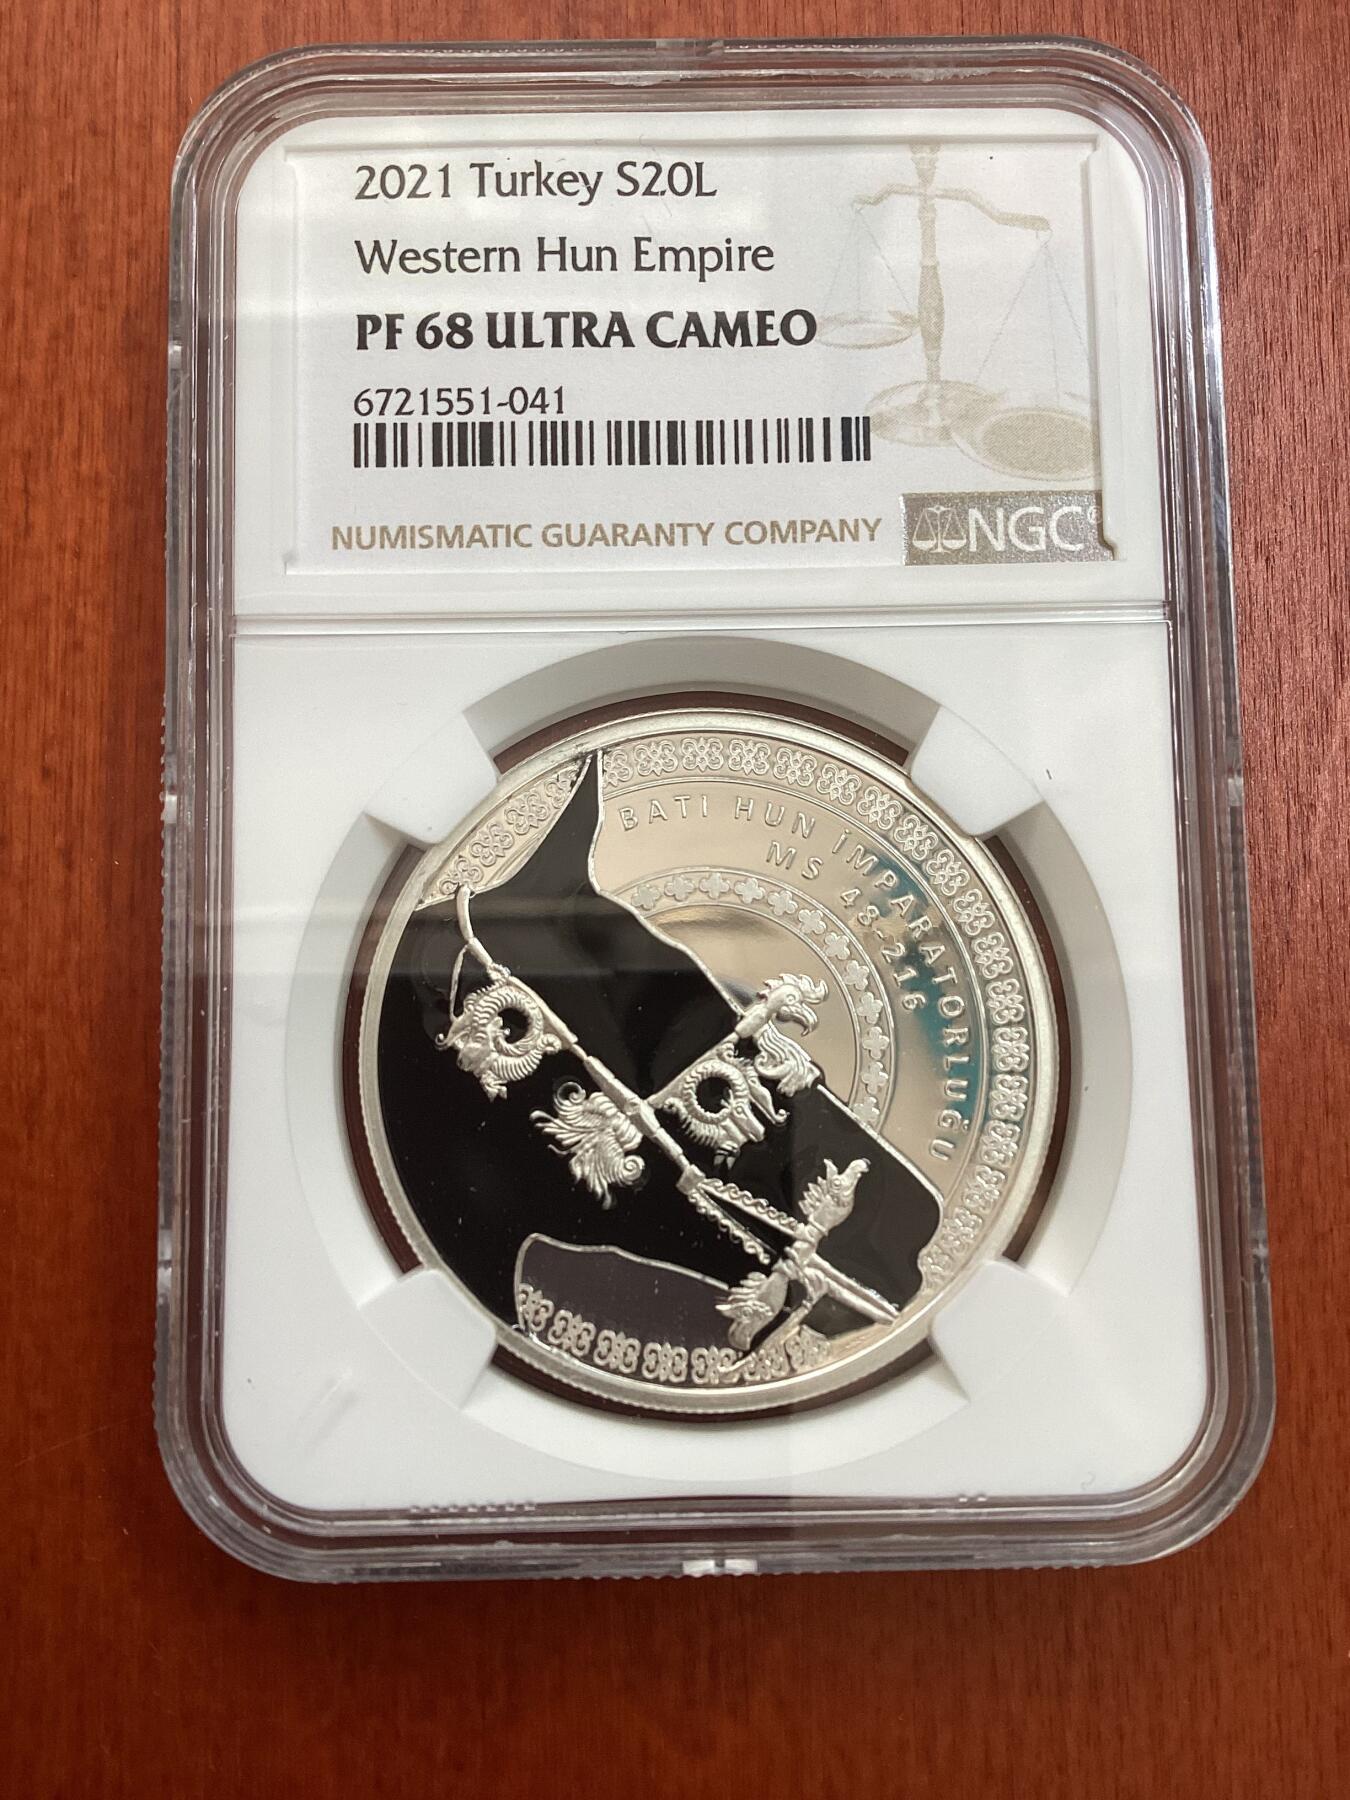 2021 Turkey S20L
Western Hun Empire
PF 68 ULTRA CAMEO
6721551-041
NUMISMATIC GUARANTY COMPANY
NGC®
BATI HUN İMPARATORLUĞU
MS 48-216